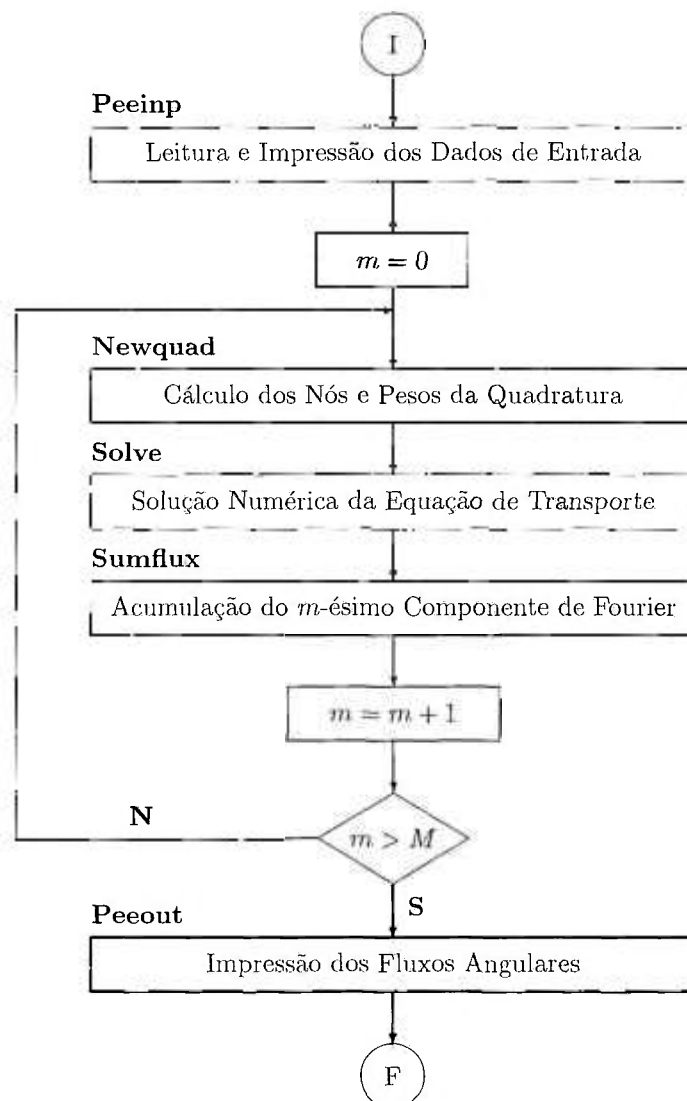 I
Peeinp
Leitura e Impressão dos Dados de Entrada
m = 0
Newquad
Cálculo dos Nós e Pesos da Quadratura
Solve
Solução Numérica da Equação de Transporte
Sumflux
Acumulação do m-ésimo Componente de Fourier
m = m + 1
N
m > M
S
Peeout
Impressão dos Fluxos Angulares
F